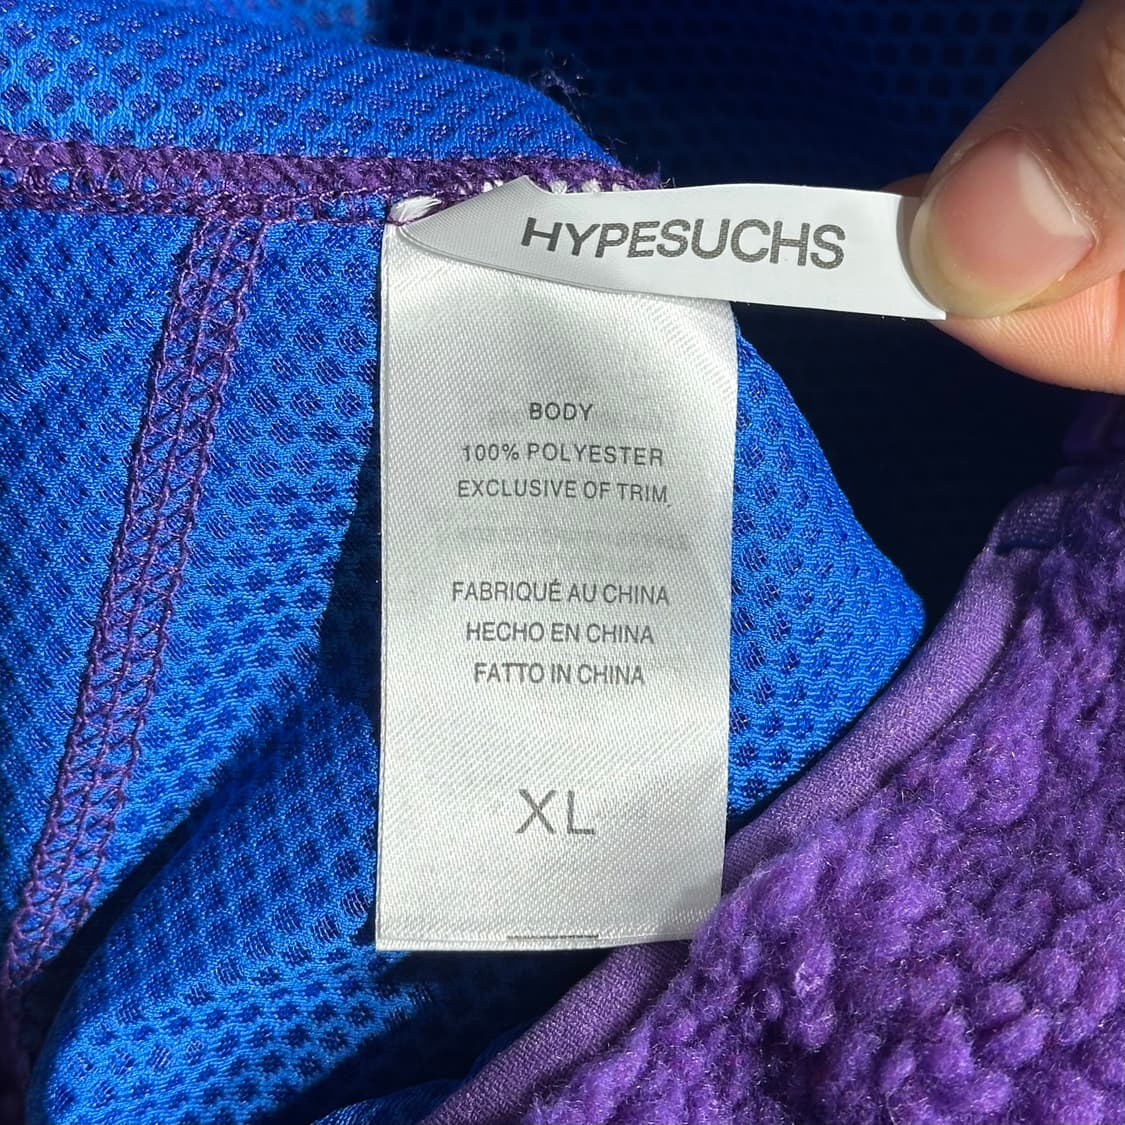 HYPESUCHS
BODY
100% POLYESTER
EXCLUSIVE OF TRIM
FABRIQUÉ AU CHINA
HECHO EN CHINA
FATTO IN CHINA
XL